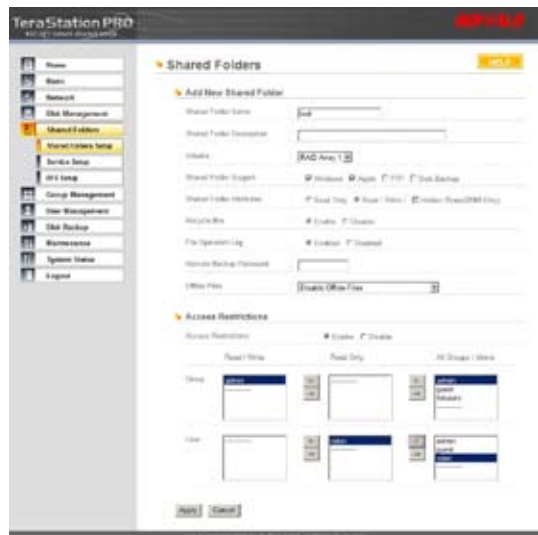 TeraStation PRO
BUFFALO
Home
Basic
Network
Disk Management
Shared Folders
Shared Folders Setup
Service Setup
DFS Setup
Group Management
User Management
Disk Backup
Maintenance
System Status
Logout
Shared Folders
HELP
Add New Shared Folder
Shared Folder Name
Shared Folder Description
Volume
RAID Array 1
Shared Folder Support
Windows Apple FTP Disk Backup
Shared Folder Attributes
Read Only Read / Write
Recycle Bin
Enable Disable
File Operation Log
Enabled Disabled
Remote Backup Password
Offline Files
Disable Offline Files
Access Restrictions
Access Restrictions
Enable Disable
Read / Write
Read Only
All Groups / Users
Group
admin
admin
guest
User
admin
guest
Apply Cancel